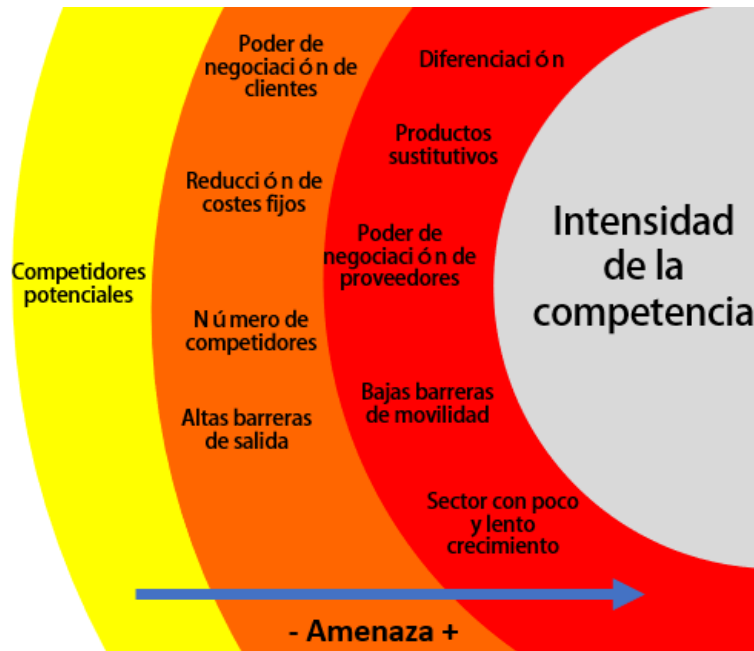 Poder de
negociación de
clientes
Diferenciación
Productos
sustitutivos
Reducción de
costes fijos
Poder de
negociación de
proveedores
Intensidad
de la
competencia
Competidores
potenciales
Número de
competidores
Bajas barreras
de movilidad
Altas barreras
de salida
Sector con poco
y lento
crecimiento
- Amenaza +